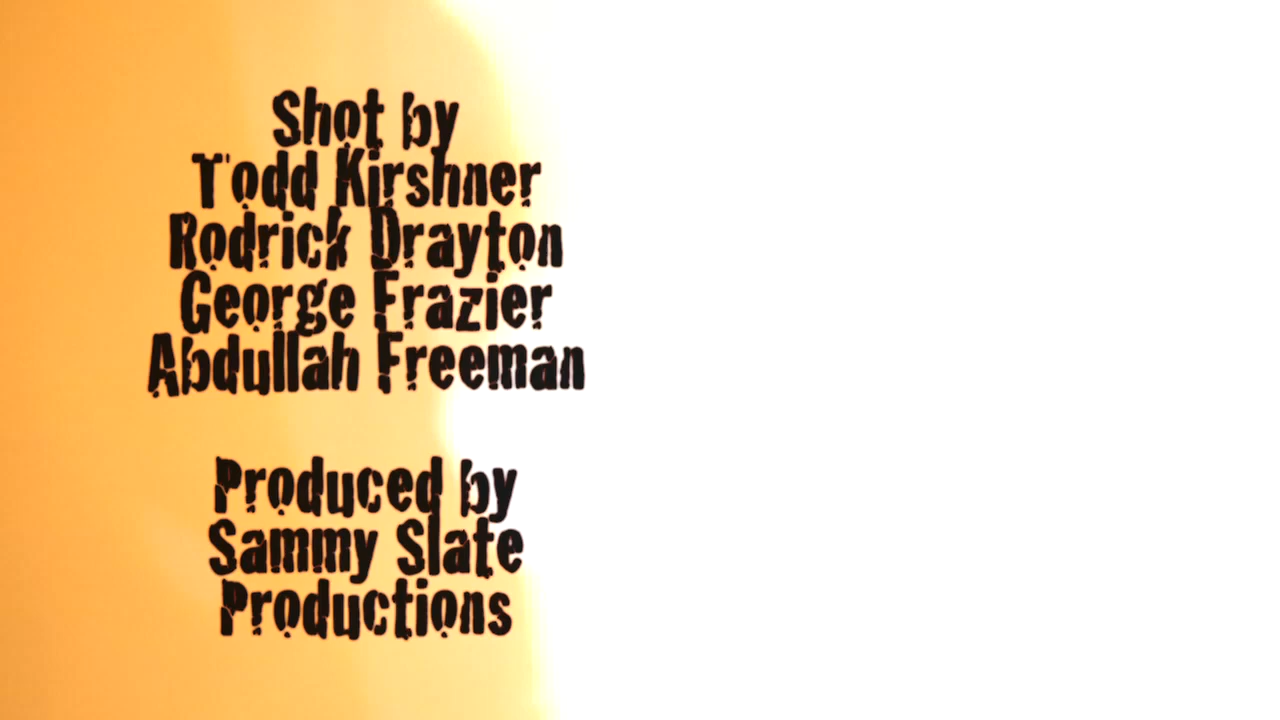 Shot by
Todd Kirshner
Rodrick Drayton
George Frazier
Abdullah Freeman
Produced by
Sammy Slate
Productions